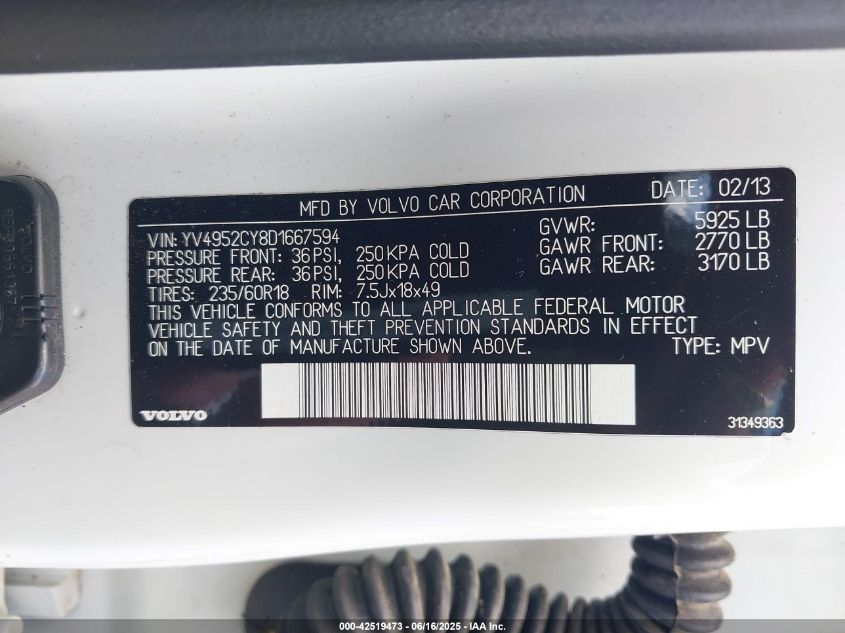 MFD BY VOLVO CAR CORPORATION DATE: 02/13
VIN: YV4952CY8D1667594
PRESSURE FRONT: 36 PSI, 250 KPA COLD
PRESSURE REAR: 36 PSI, 250 KPA COLD
TIRES: 235/60R18 RIM: 7.5Jx18x49
GVWR: 5925 LB
GAWR FRONT: 2770 LB
GAWR REAR: 3170 LB
THIS VEHICLE CONFORMS TO ALL APPLICABLE FEDERAL MOTOR
VEHICLE SAFETY AND THEFT PREVENTION STANDARDS IN EFFECT
ON THE DATE OF MANUFACTURE SHOWN ABOVE. TYPE: MPV
VOLVO
31349363
000-42519473 - 06/16/2025 - IAA Inc.